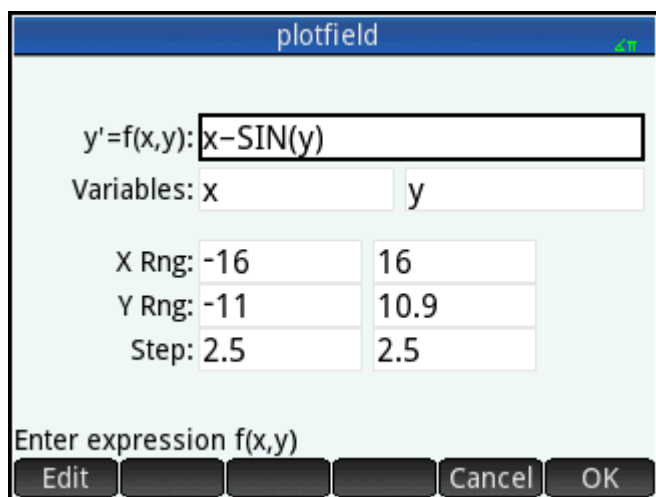 plotfield
∡π
y'=f(x,y): x−SIN(y)
Variables: x y
X Rng: -16 16
Y Rng: -11 10.9
Step: 2.5 2.5
Enter expression f(x,y)
Edit Cancel OK